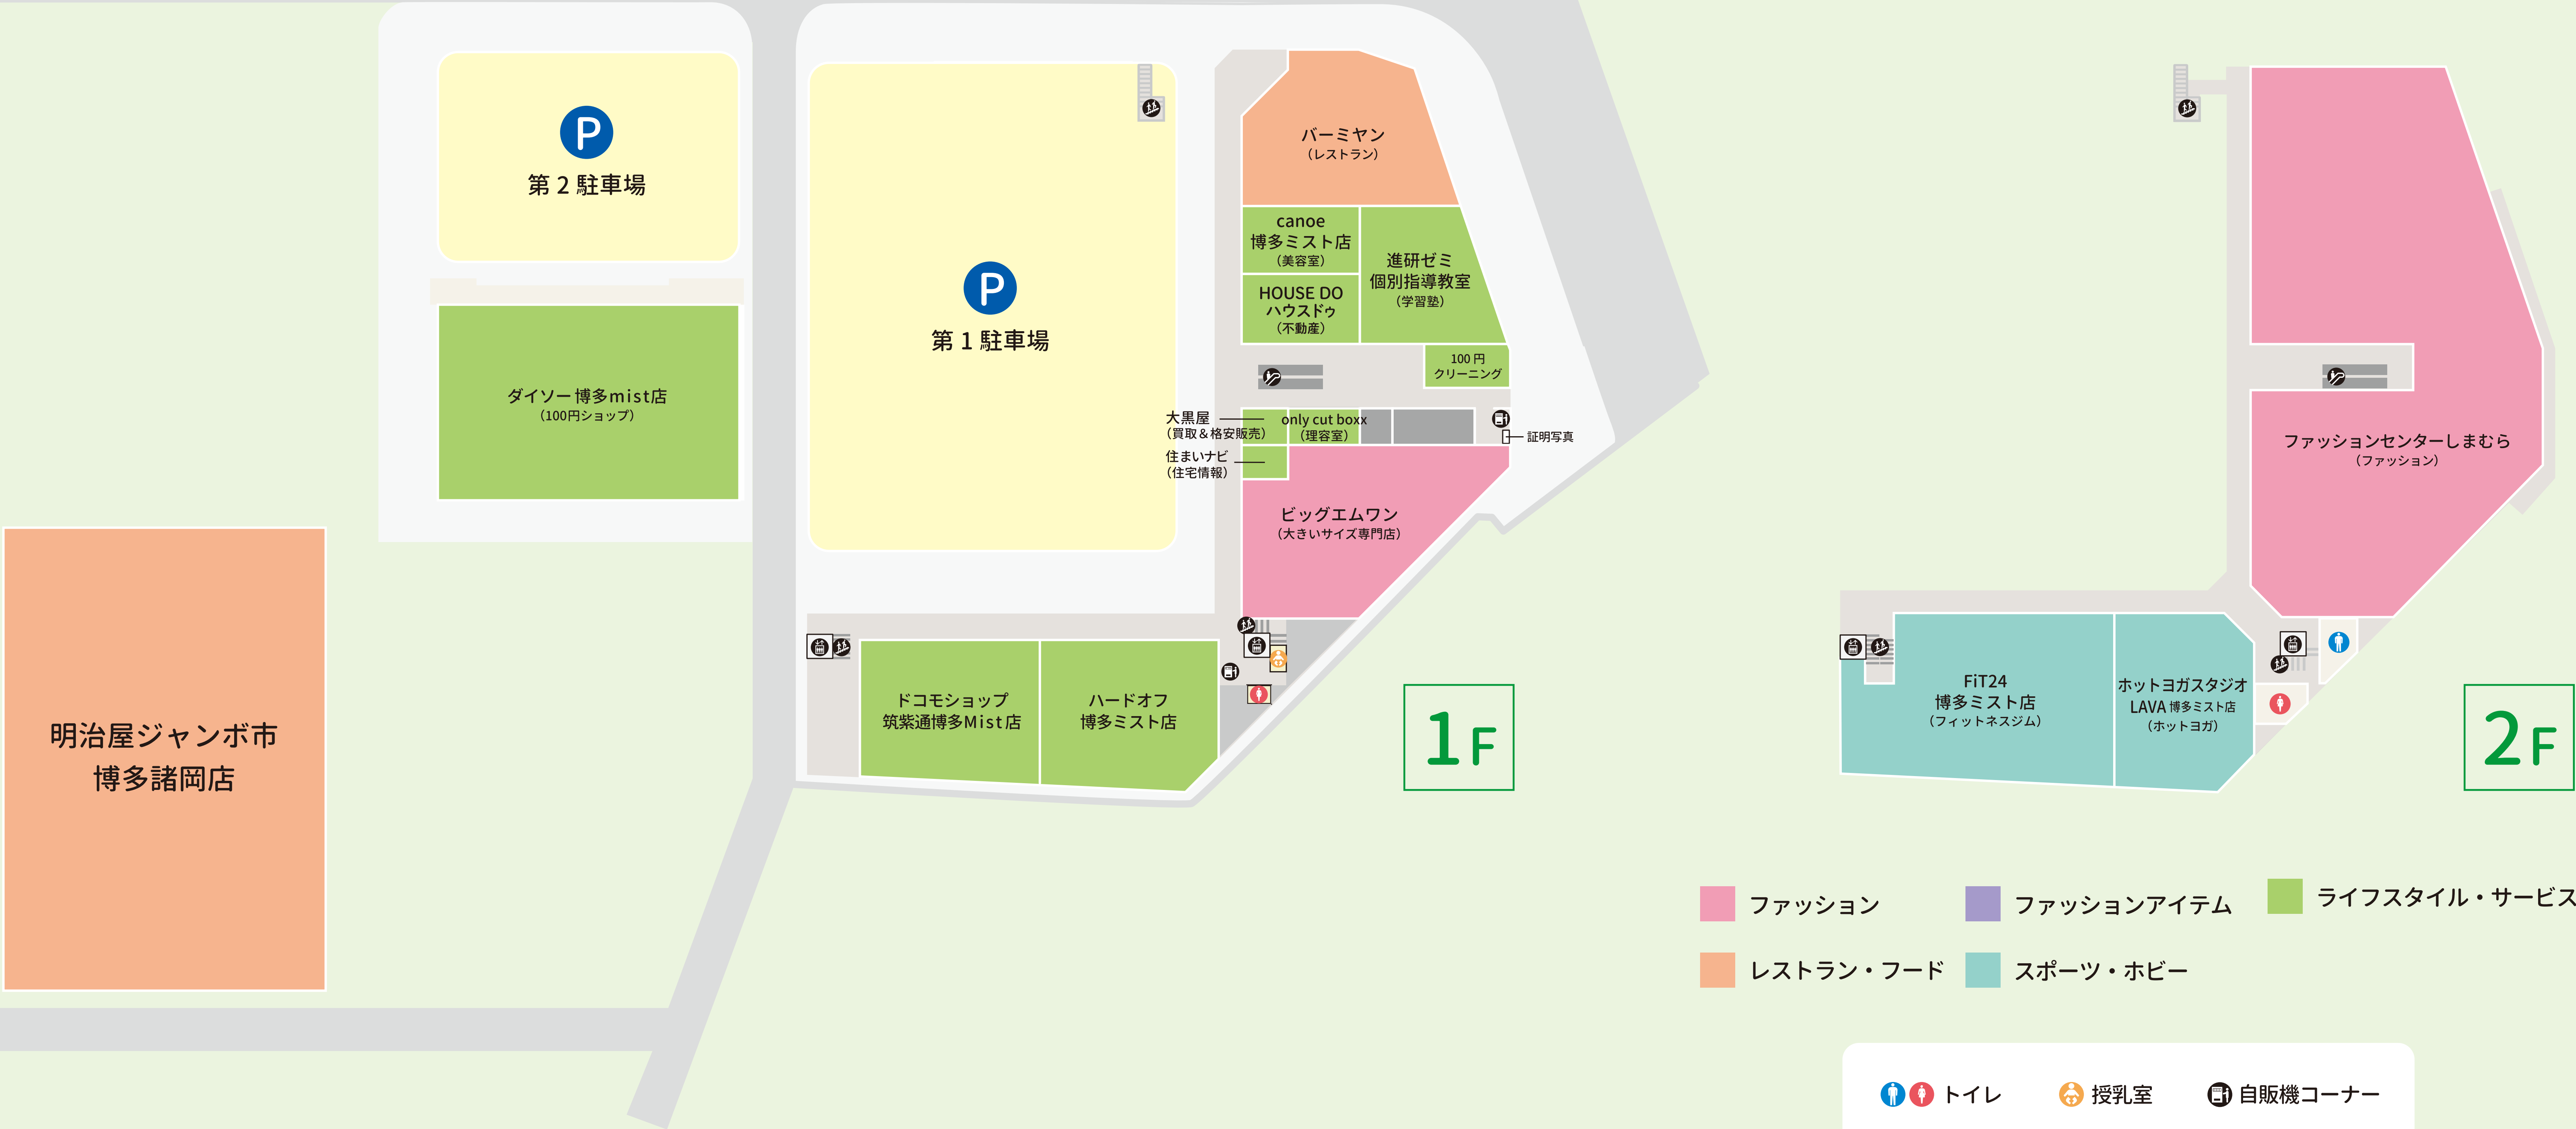 P
第2駐車場
ダイソー 博多mist店
（100円ショップ）
明治屋ジャンボ市
博多諸岡店
P
第1駐車場
バーミヤン
（レストラン）
canoe
博多ミスト店
（美容室）
進研ゼミ
個別指導教室
（学習塾）
HOUSE DO
ハウスドゥ
（不動産）
100 円
クリーニング
大黒屋
（買取＆格安販売）
only cut boxx
（理容室）
証明写真
住まいナビ
（住宅情報）
ビッグエムワン
（大きいサイズ専門店）
ドコモショップ
筑紫通博多Mist店
ハードオフ
博多ミスト店
1F
ファッションセンターしまむら
（ファッション）
FiT24
博多ミスト店
（フィットネスジム）
ホットヨガスタジオ
LAVA 博多ミスト店
（ホットヨガ）
2F
ファッション
ファッションアイテム
ライフスタイル・サービス
レストラン・フード
スポーツ・ホビー
トイレ
授乳室
自販機コーナー